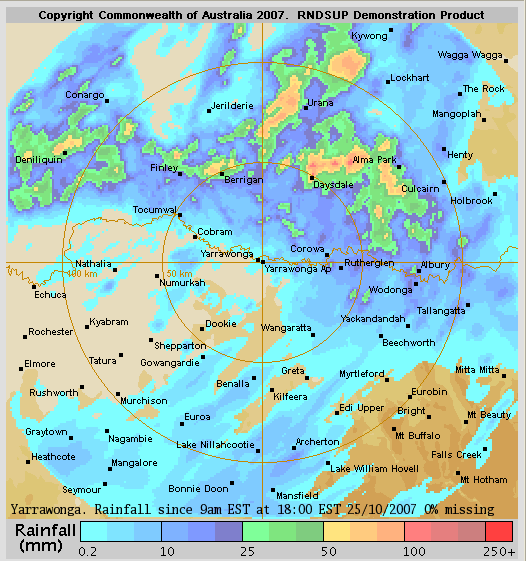 Copyright Commonwealth of Australia 2007. RNDSUP Demonstration Product
Kywong
Wagga Wagga
Lockhart
The Rock
Conargo
Jerilderie
Urana
Mangoplah
Deniliquin
Henty
Finley
Berrigan
Alma Park
Daysdale
Culcairn
Holbrook
Tocumwal
Cobram
Corowa
Yarrawonga
Nathalia
Yarrawonga Ap
Rutherglen
Albury
100 km
50 km
Numurkah
Echuca
Wodonga
Tallangatta
Kyabram
Dookie
Yackandandah
Rochester
Wangaratta
Shepparton
Beechworth
Elmore
Tatura
Gowangardie
Greta
Myrtleford
Mitta Mitta
Benalla
Rushworth
Murchison
Kilfeera
Eurobin
Edi Upper
Bright
Mt Beauty
Euroa
Graytown
Nagambie
Mt Buffalo
Lake Nillahcootie
Archerton
Heathcote
Falls Creek
Mangalore
Lake William Hovell
Seymour
Bonnie Doon
Mansfield
Mt Hotham
Yarrawonga. Rainfall since 9am EST at 18:00 EST 25/10/2007 0% missing
Rainfall
(mm)
0.2 10 25 50 100 250+